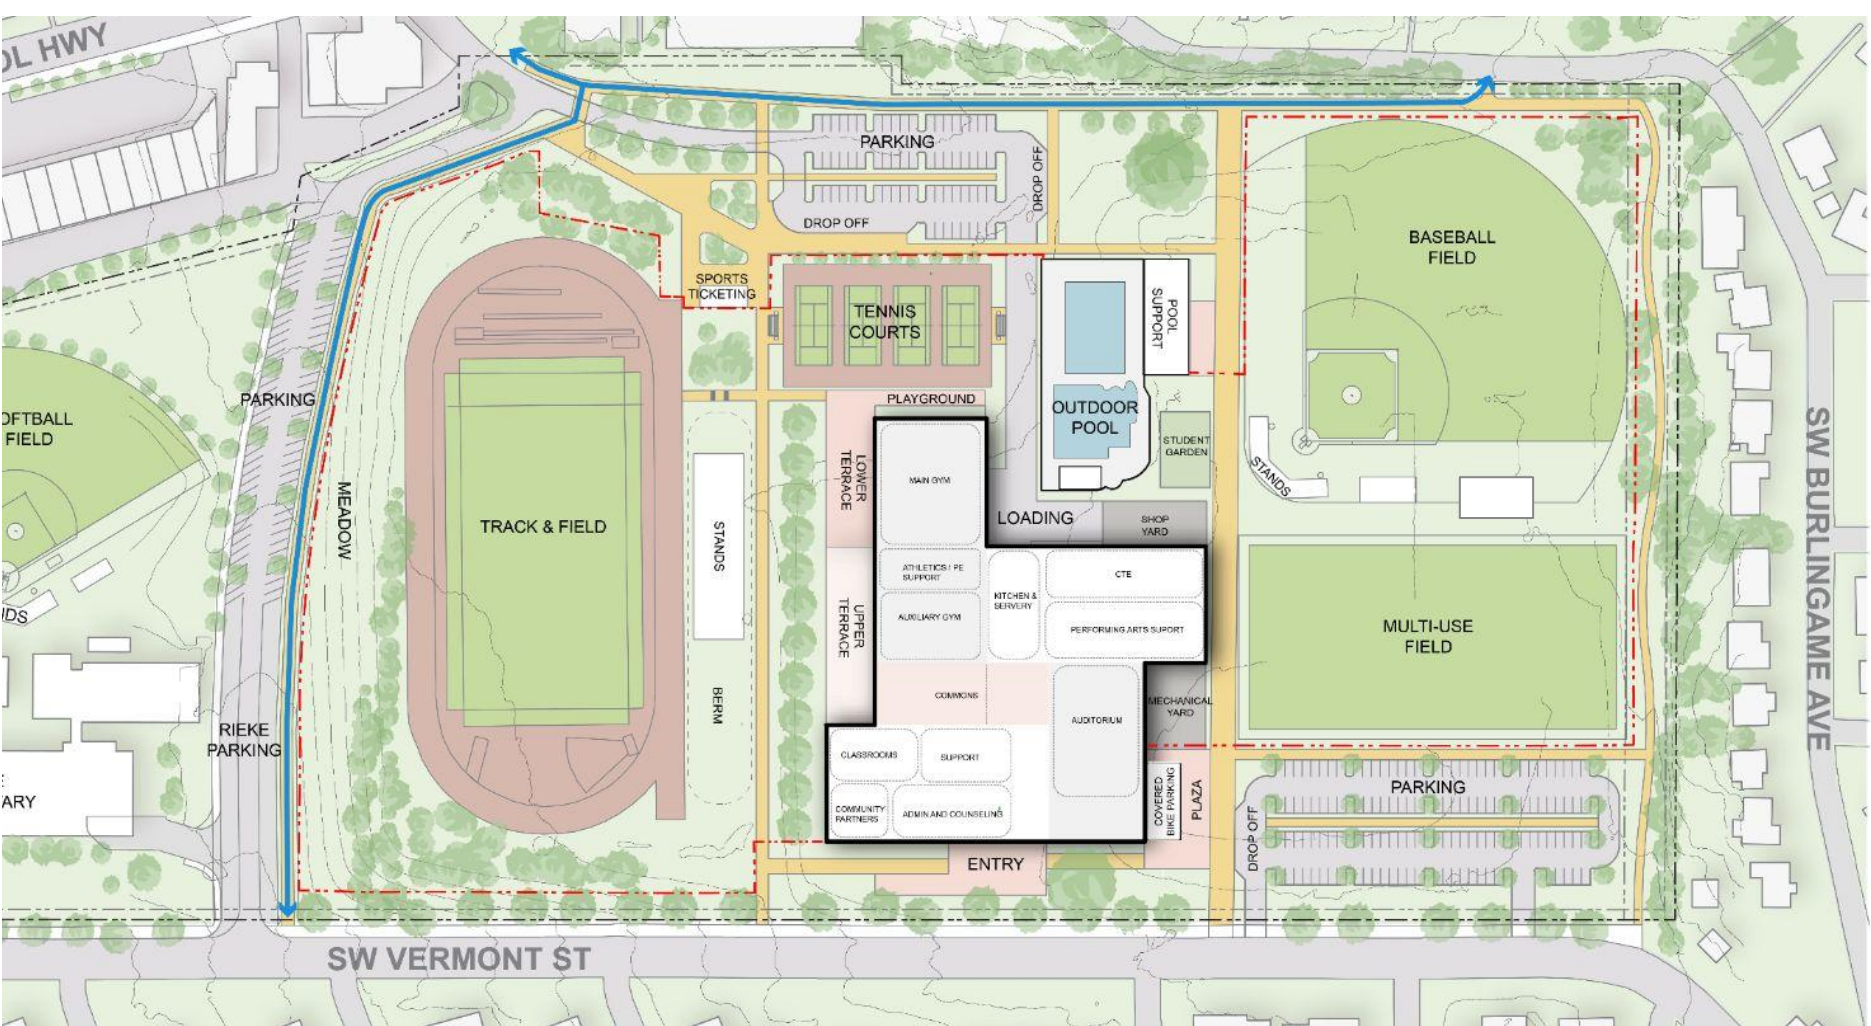 OL HWY
PARKING
DROP OFF
DROP OFF
SPORTS
TICKETING
TENNIS
COURTS
POOL
SUPPORT
BASEBALL
FIELD
OFTBALL
FIELD
PARKING
MEADOW
TRACK & FIELD
STANDS
BERM
PLAYGROUND
LOWER
TERRACE
UPPER
TERRACE
MAIN GYM
ATHLETICS / PE
SUPPORT
AUXILIARY GYM
KITCHEN &
SERVERY
CTE
PERFORMING ARTS SUPORT
COMMONS
AUDITORIUM
CLASSROOMS
SUPPORT
COMMUNITY
PARTNERS
ADMIN AND COUNSELING
OUTDOOR
POOL
STUDENT
GARDEN
LOADING
SHOP
YARD
MECHANICAL
YARD
COVERED
BIKE PARKING
PLAZA
ENTRY
STANDS
MULTI-USE
FIELD
PARKING
DROP OFF
NDS
RIEKE
PARKING
E
ARY
SW VERMONT ST
SW BURLINGAME AVE